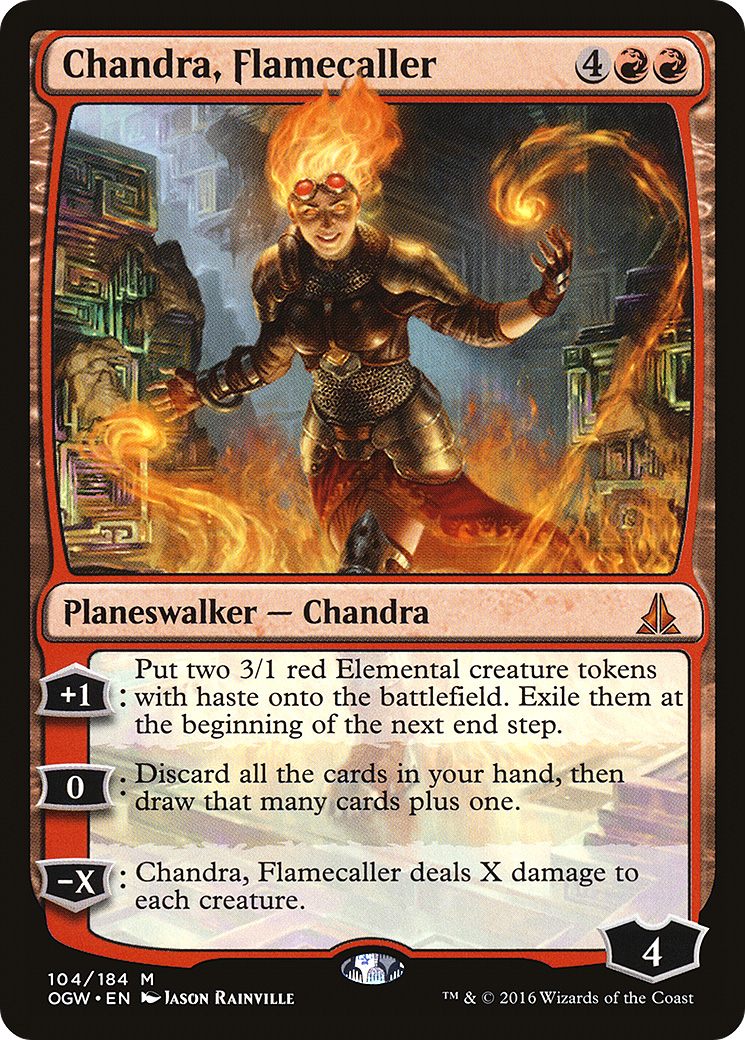 Chandra, Flamecaller 4
Planeswalker — Chandra
+1 : Put two 3/1 red Elemental creature tokens
with haste onto the battlefield. Exile them at
the beginning of the next end step.
0 : Discard all the cards in your hand, then
draw that many cards plus one.
-X : Chandra, Flamecaller deals X damage to
each creature.
4
104/184 M
OGW • EN Jason Rainville
™ & © 2016 Wizards of the Coast